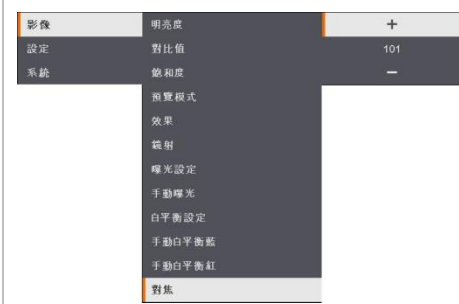 影像
設定
系統
明亮度
對比值
飽和度
預覽模式
效果
鏡射
曝光設定
手動曝光
白平衡設定
手動白平衡藍
手動白平衡紅
對焦
+
101
−